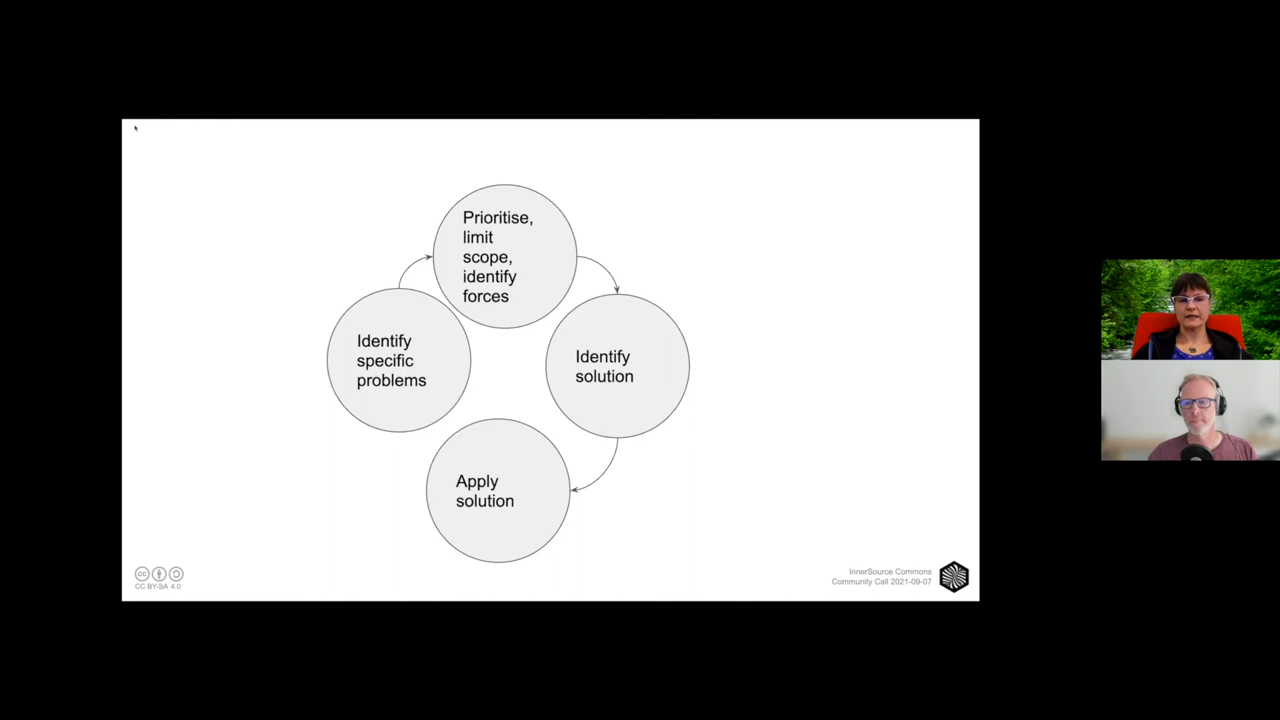 Prioritise,
limit
scope,
identify
forces
Identify
specific
problems
Identify
solution
Apply
solution
CC BY-SA 4.0
InnerSource Commons
Community Call 2021-09-07